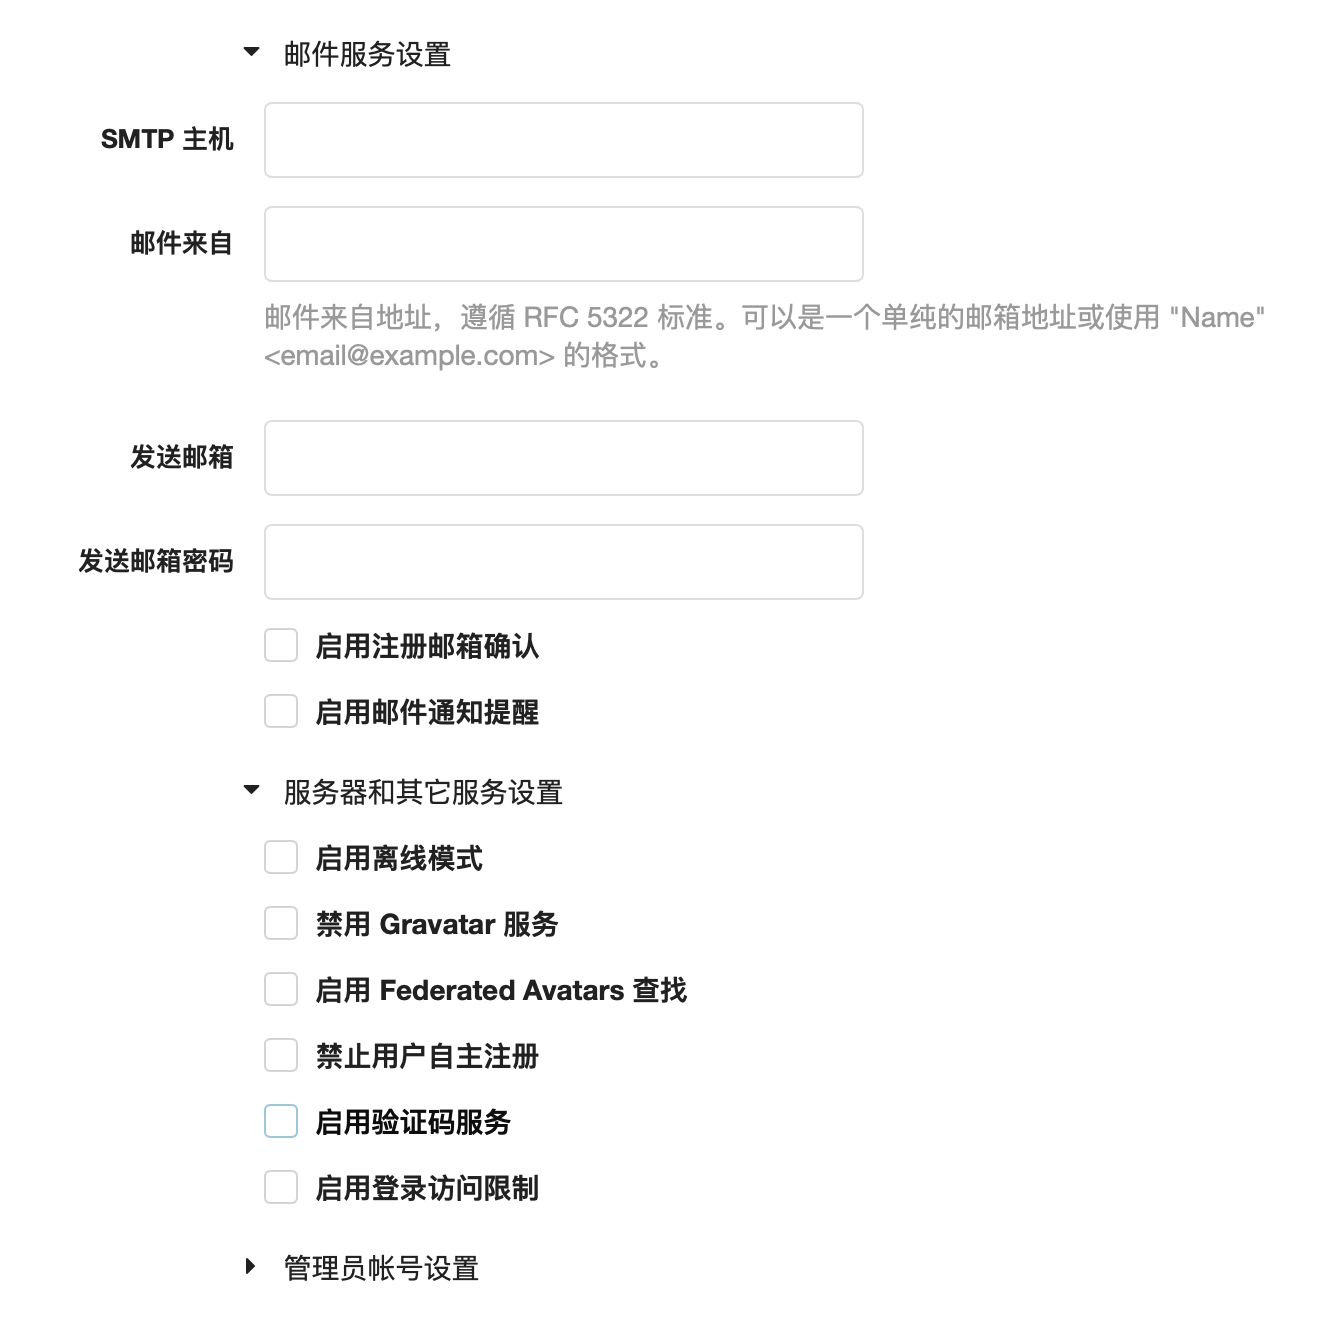 邮件服务设置
SMTP 主机
邮件来自
邮件来自地址，遵循 RFC 5322 标准。可以是一个单纯的邮箱地址或使用 "Name"
<email@example.com> 的格式。
发送邮箱
发送邮箱密码
启用注册邮箱确认
启用邮件通知提醒
服务器和其它服务设置
启用离线模式
禁用 Gravatar 服务
启用 Federated Avatars 查找
禁止用户自主注册
启用验证码服务
启用登录访问限制
管理员帐号设置